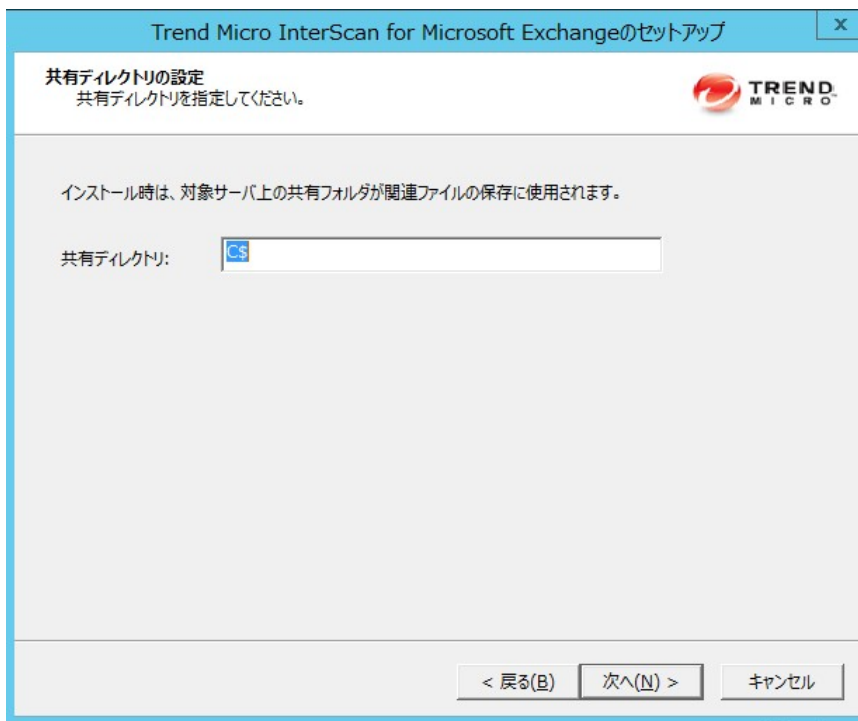 Trend Micro InterScan for Microsoft Exchangeのセットアップ
x
共有ディレクトリの設定
共有ディレクトリを指定してください。
TREND
MICRO
インストール時は、対象サーバ上の共有フォルダが関連ファイルの保存に使用されます。
共有ディレクトリ: C$
< 戻る(B) 次へ(N) > キャンセル